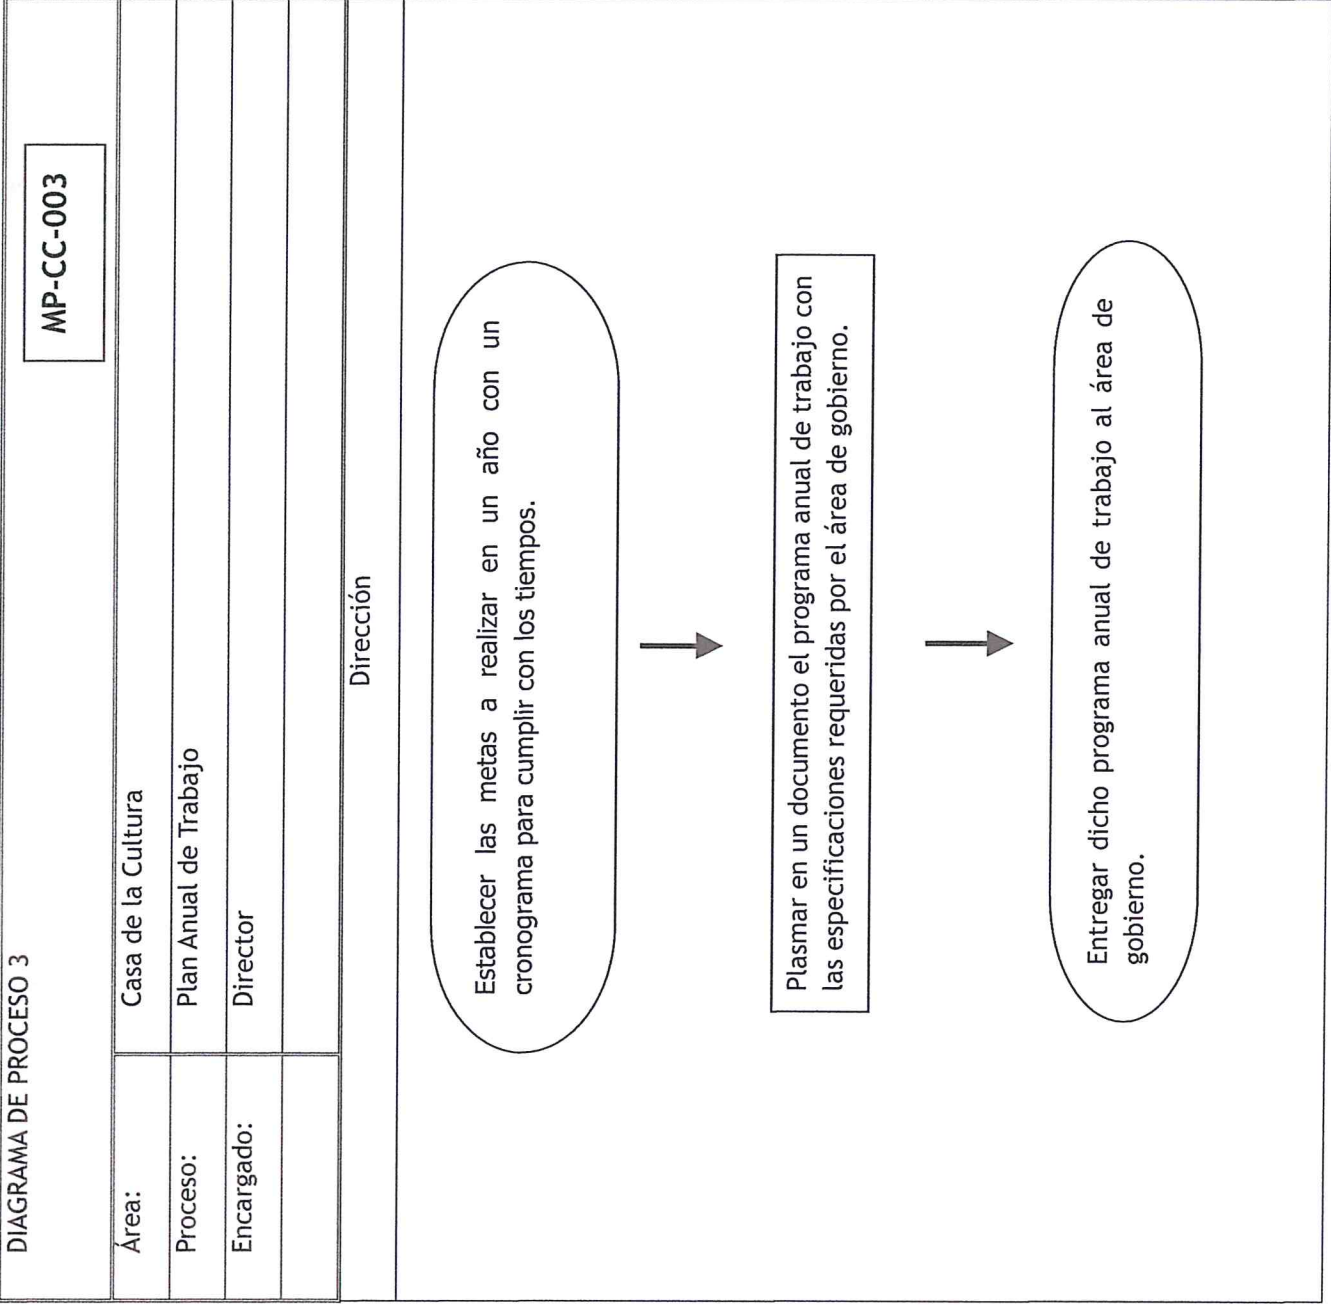 DIAGRAMA DE PROCESO 3
MP-CC-003
Área: Casa de la Cultura
Proceso: Plan Anual de Trabajo
Encargado: Director
Dirección
Establecer las metas a realizar en un año con un
cronograma para cumplir con los tiempos.
Plasmar en un documento el programa anual de trabajo con
las especificaciones requeridas por el área de gobierno.
Entregar dicho programa anual de trabajo al área de
gobierno.